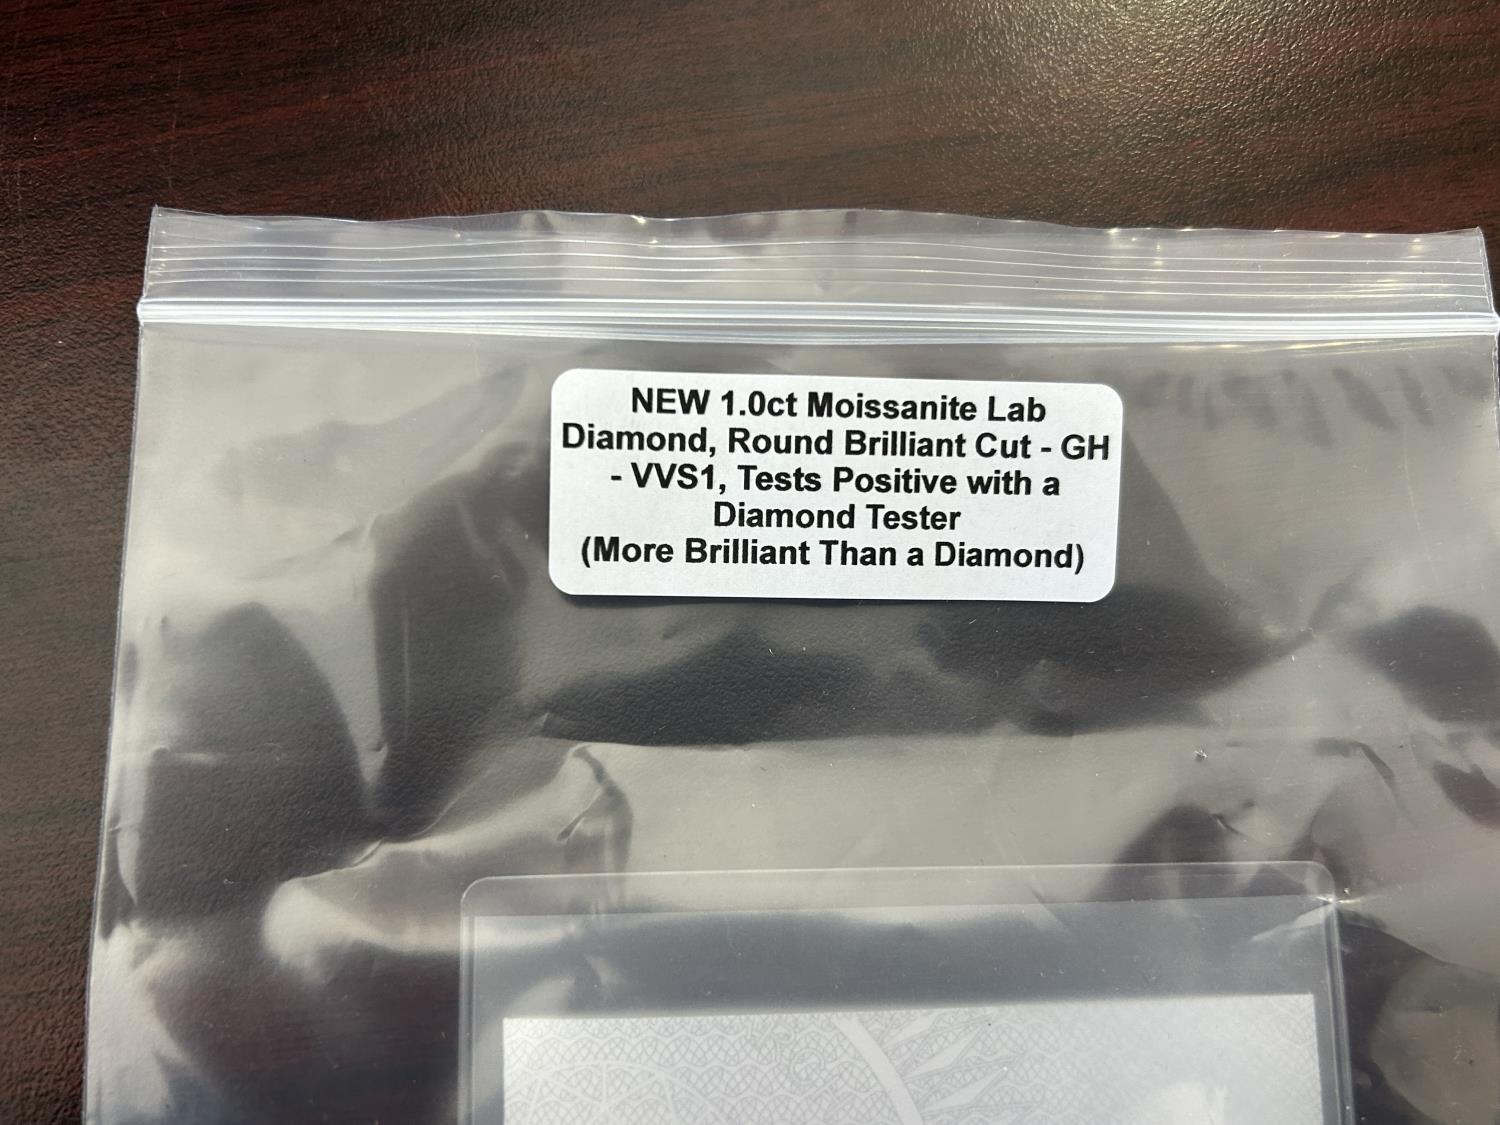 NEW 1.0ct Moissanite Lab
Diamond, Round Brilliant Cut - GH
- VVS1, Tests Positive with a
Diamond Tester
(More Brilliant Than a Diamond)